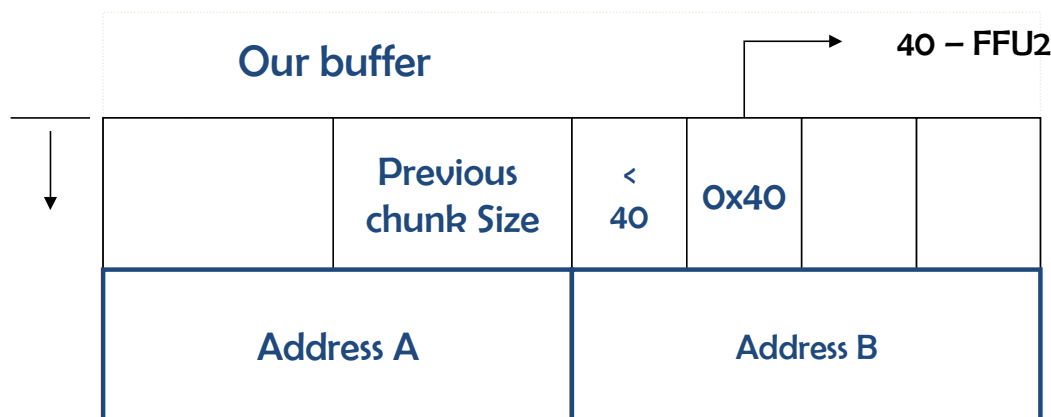 40 – FFU2
Our buffer
Previous
chunk Size
<
40
0x40
Address A
Address B